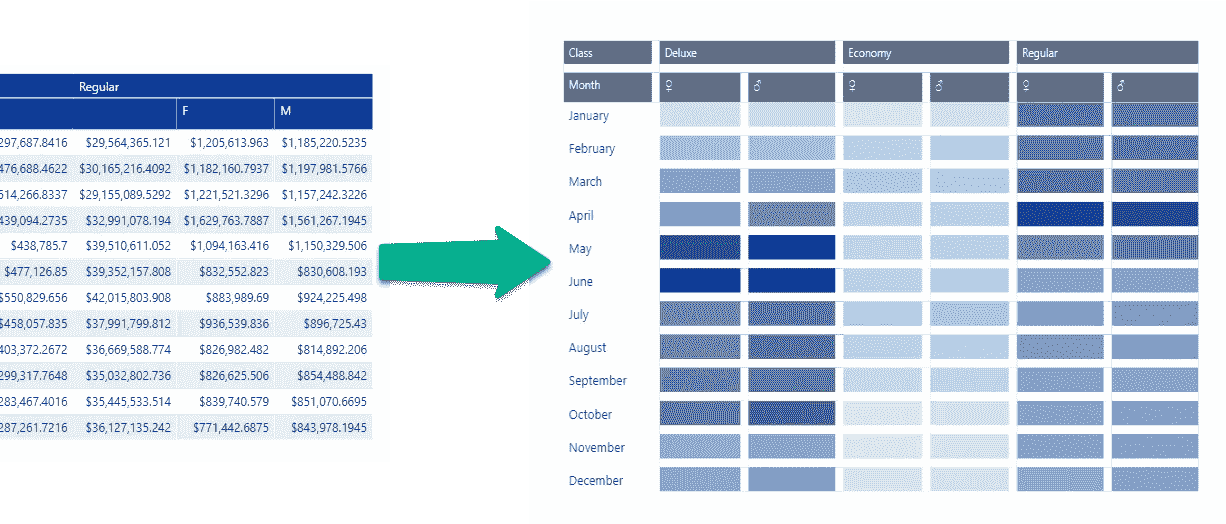 Regular
F M
297,687.8416 $29,564,365.121 $1,205,613.963 $1,185,220.5235
476,688.4622 $30,165,216.4092 $1,182,160.7937 $1,197,981.5766
514,266.8337 $29,155,089.5292 $1,221,521.3296 $1,157,242.3226
439,094.2735 $32,991,078.194 $1,629,763.7887 $1,561,267.1945
$438,785.7 $39,510,611.052 $1,094,163.416 $1,150,329.506
$477,126.85 $39,352,157.808 $832,552.823 $830,608.193
$550,829.656 $42,015,803.908 $883,989.69 $924,225.498
$458,057.835 $37,991,799.812 $936,539.836 $896,725.43
403,372.2672 $36,669,588.774 $826,982.482 $814,892.206
299,317.7648 $35,032,802.736 $826,625.506 $854,488.842
283,467.4016 $35,445,533.514 $839,740.579 $851,070.6695
287,261.7216 $36,127,135.242 $771,442.6875 $843,978.1945
Class Deluxe Economy Regular
Month ♀ ♂ ♀ ♂ ♀ ♂
January
February
March
April
May
June
July
August
September
October
November
December